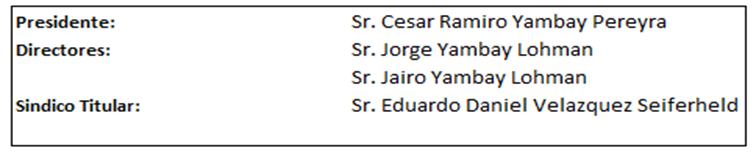 Presidente: Sr. Cesar Ramiro Yambay Pereyra
Directores: Sr. Jorge Yambay Lohman
Sr. Jairo Yambay Lohman
Sindico Titular: Sr. Eduardo Daniel Velazquez Seiferheld